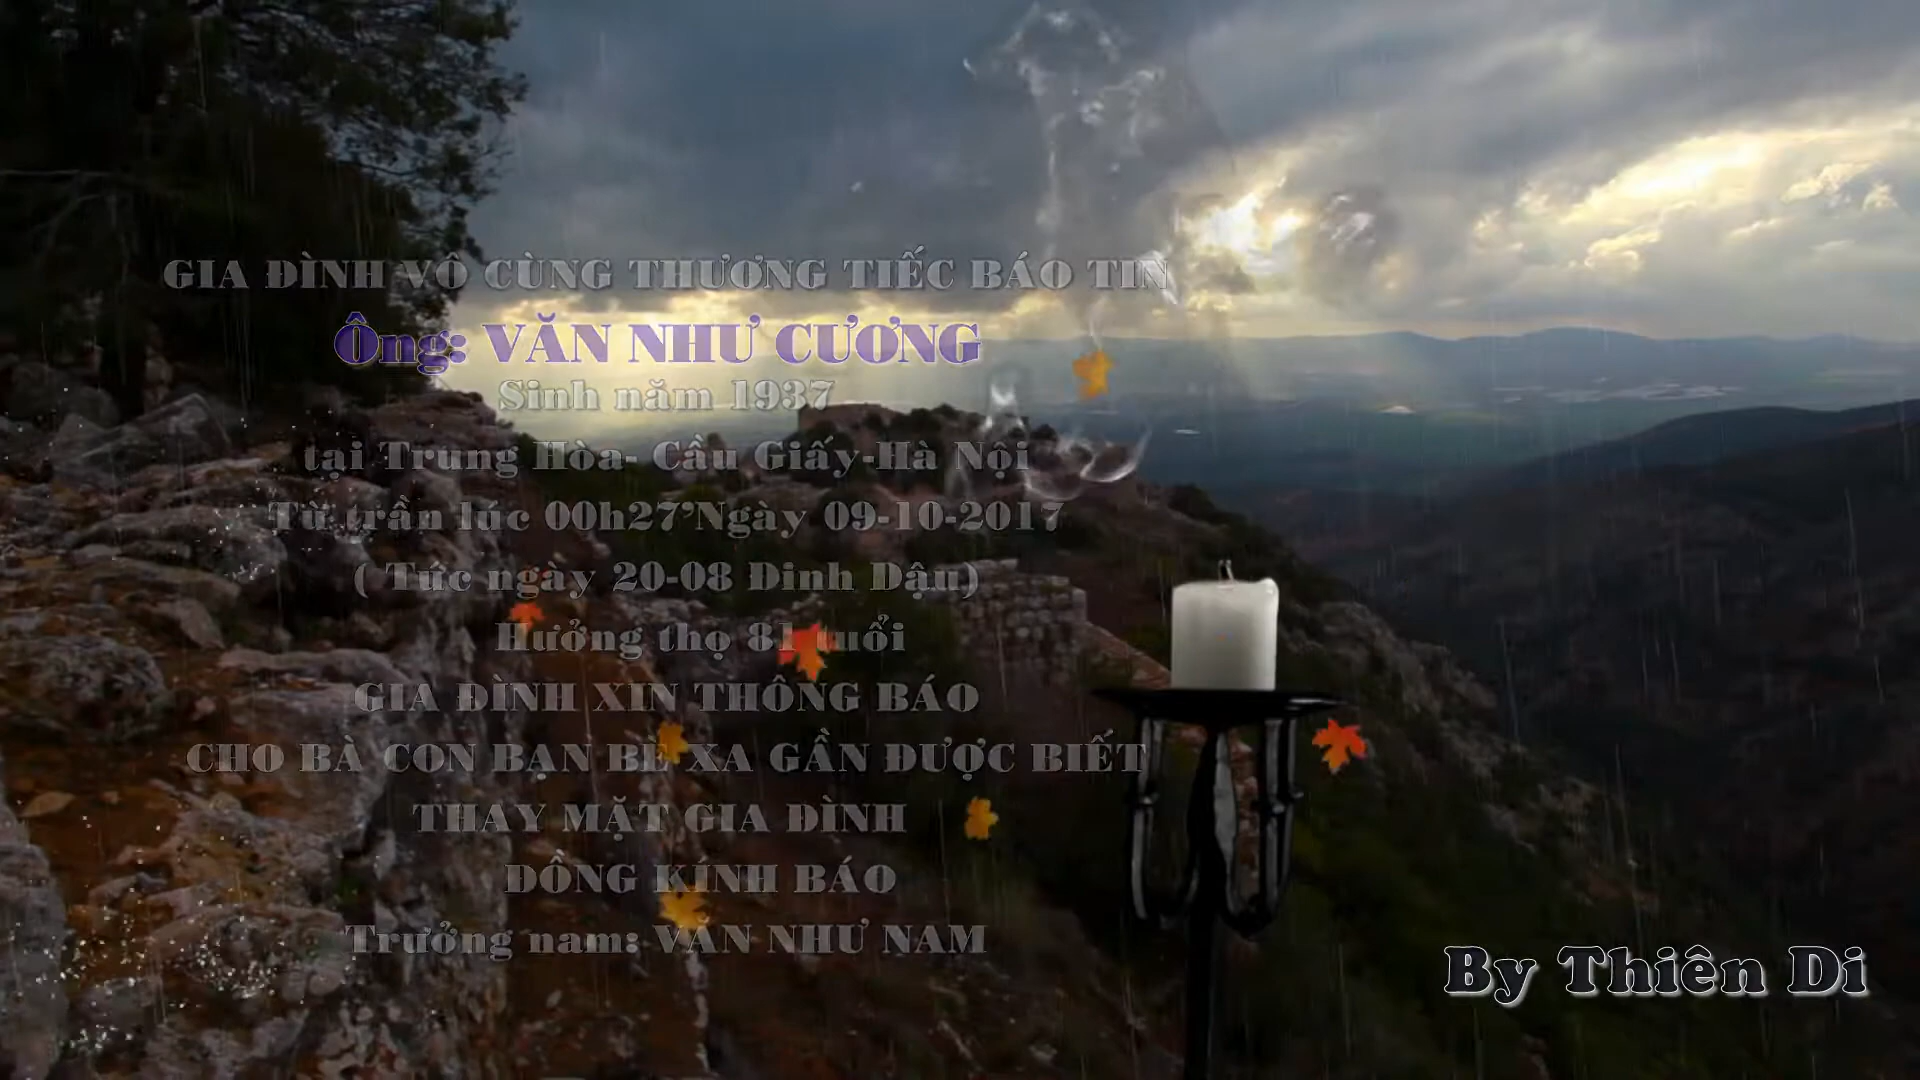 GIA ĐÌNH VÔ CÙNG THƯƠNG TIẾC BÁO TIN
Ông: VĂN NHƯ CƯƠNG
Sinh năm 1937
tại Trung Hòa- Cầu Giấy-Hà Nội
Từ trần lúc 00h27’Ngày 09-10-2017
( Tức ngày 20-08 Đinh Dậu)
Hưởng thọ 81 tuổi
GIA ĐÌNH XIN THÔNG BÁO
CHO BÀ CON BẠN BÈ XA GẦN ĐƯỢC BIẾT
THAY MẶT GIA ĐÌNH
ĐỒNG KÍNH BÁO
Trưởng nam: VĂN NHƯ NAM
By Thiên Di